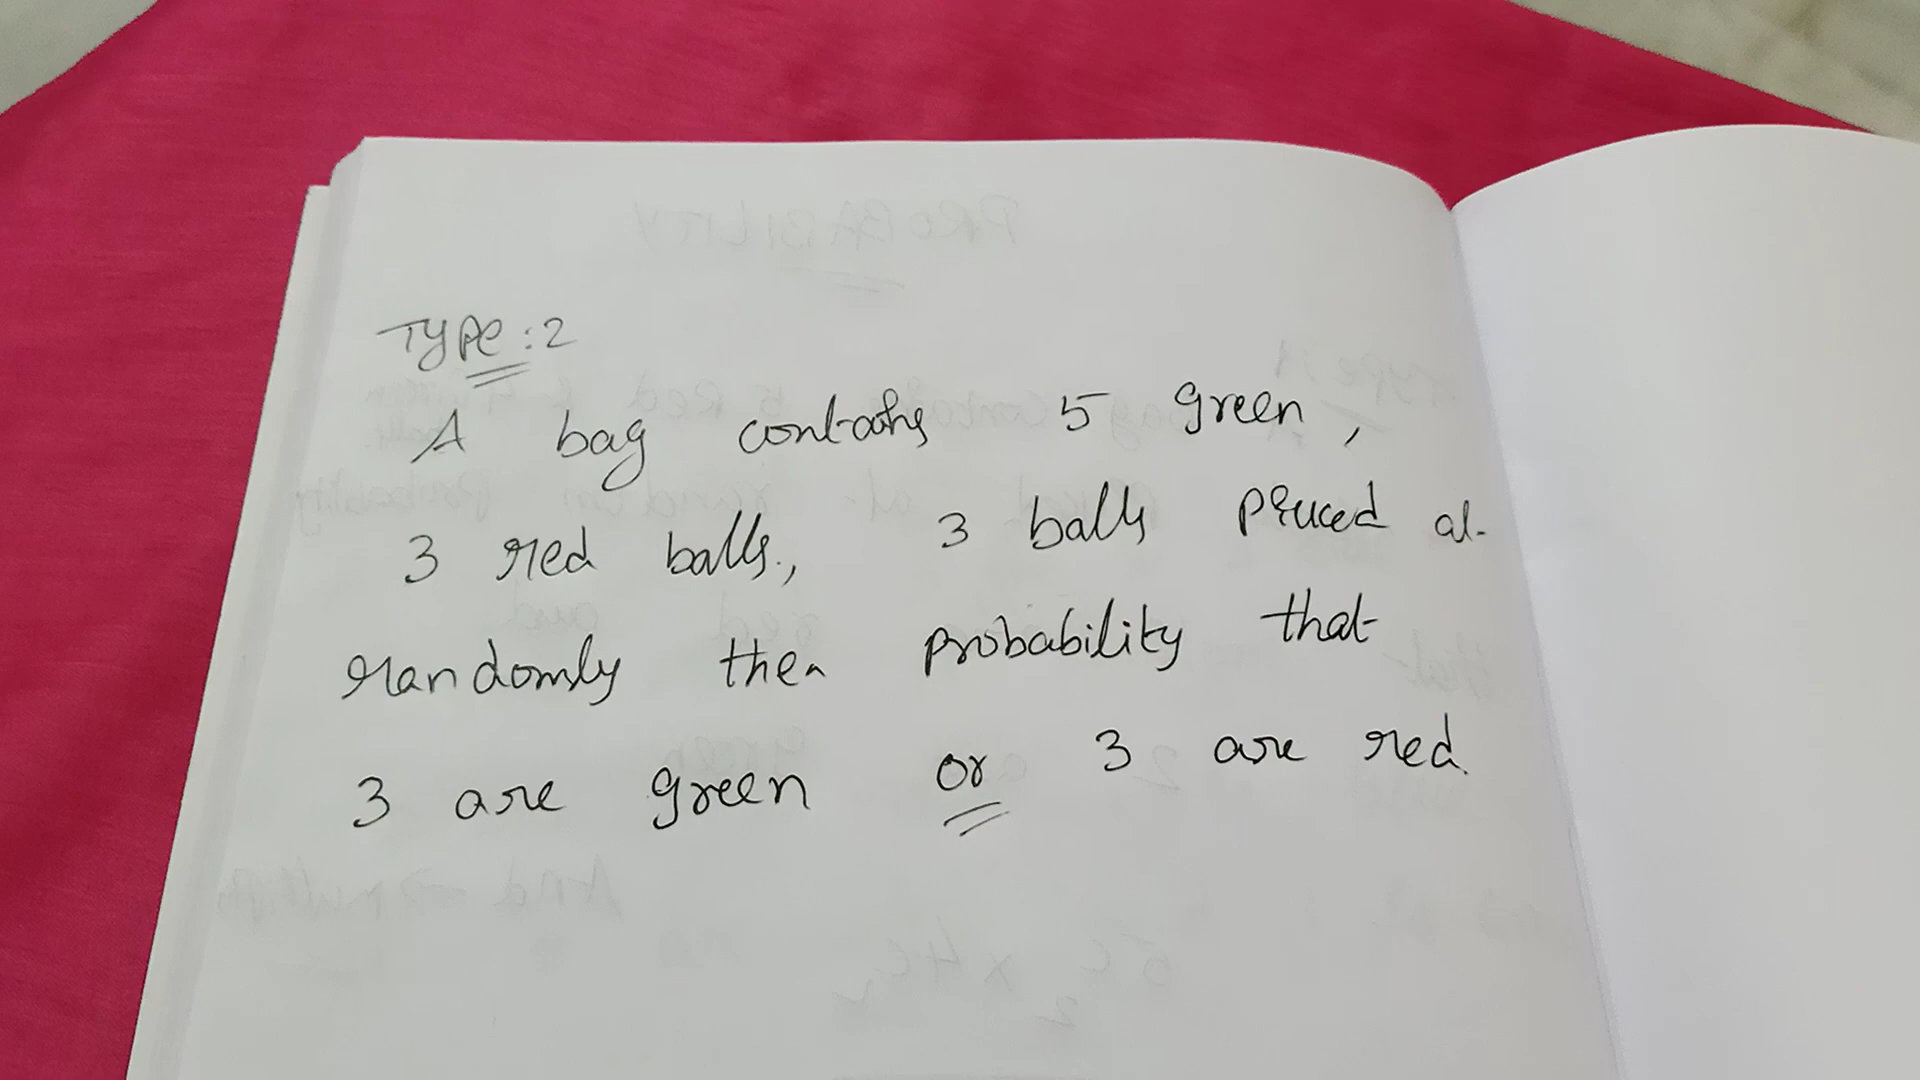 Type: 2
A bag contains 5 green,
3 red balls, 3 balls picked at
randomly then probability that
3 are green or 3 are red.